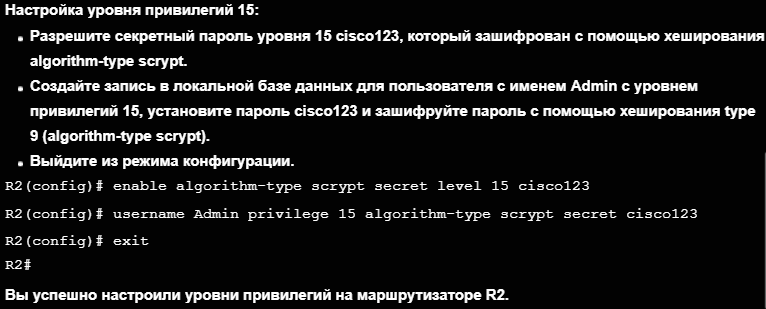 Настройка уровня привилегий 15:
• Разрешите секретный пароль уровня 15 cisco123, который зашифрован с помощью хеширования
algorithm-type scrypt.
• Создайте запись в локальной базе данных для пользователя с именем Admin с уровнем
привилегий 15, установите пароль cisco123 и зашифруйте пароль с помощью хеширования type
9 (algorithm-type scrypt).
• Выйдите из режима конфигурации.
R2(config)# enable algorithm-type scrypt secret level 15 cisco123
R2(config)# username Admin privilege 15 algorithm-type scrypt secret cisco123
R2(config)# exit
R2#
Вы успешно настроили уровни привилегий на маршрутизаторе R2.